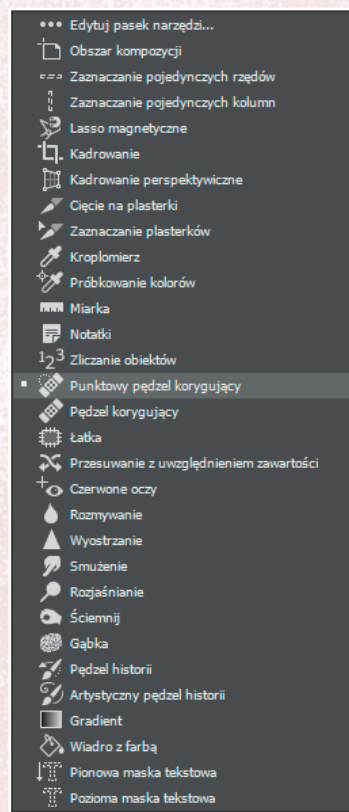 Edytuj pasek narzędzi...
Obszar kompozycji
Zaznaczanie pojedynczych rzędów
Zaznaczanie pojedynczych kolumn
Lasso magnetyczne
Kadrowanie
Kadrowanie perspektywiczne
Cięcie na plasterki
Zaznaczanie plasterków
Kroplomierz
Próbkowanie kolorów
Miarka
Notatki
123 Zliczanie obiektów
Punktowy pędzel korygujący
Pędzel korygujący
Łatka
Przesuwanie z uwzględnieniem zawartości
Czerwone oczy
Rozmywanie
Wyostrzanie
Smużenie
Rozjaśnianie
Ściemnij
Gąbka
Pędzel historii
Artystyczny pędzel historii
Gradient
Wiadro z farbą
Pionowa maska tekstowa
Pozioma maska tekstowa